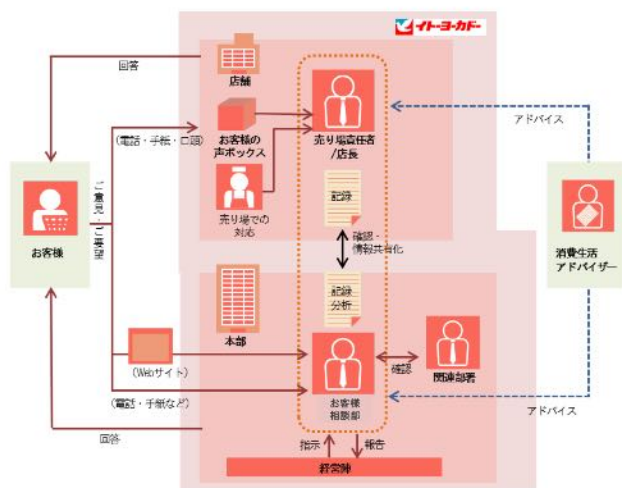 イトーヨーカドー
回答
店舗
(電話・手紙・口頭)
お客様の
声ボックス
売り場責任者
/店長
アドバイス
ご意見・ご要望
お客様
売り場での
対応
記録
確認・
情報共有化
消費生活
アドバイザー
記録
分析
本部
(Webサイト)
確認
関連部署
お客様
相談部
(電話・手紙など)
アドバイス
回答
指示
報告
経営陣